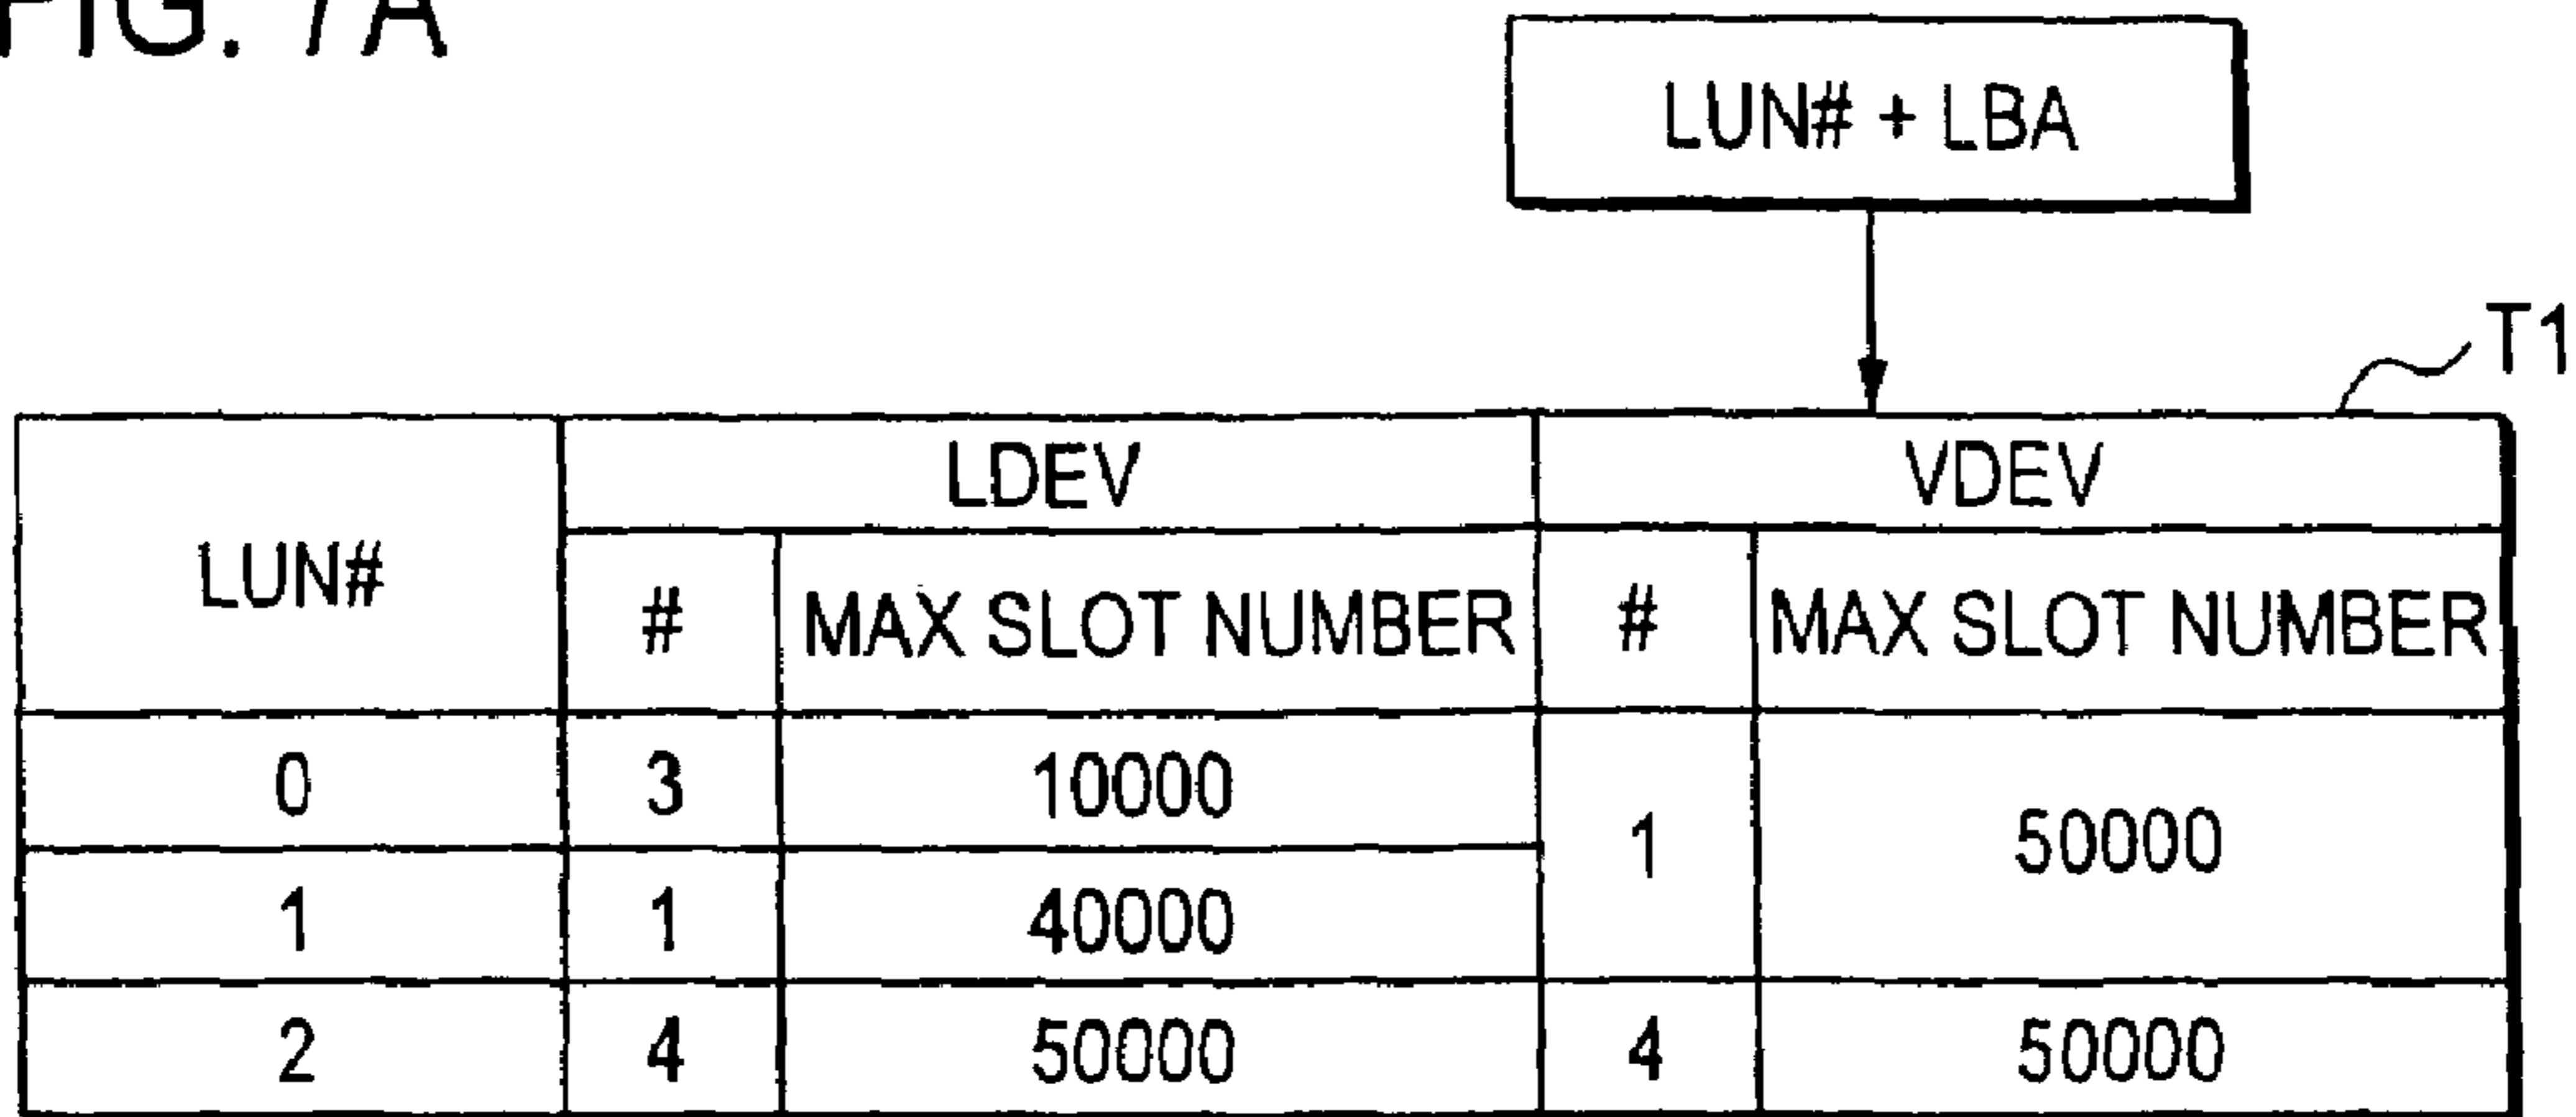 FIG. 7A
LUN# + LBA
T1
LUN# LDEV VDEV
# MAX SLOT NUMBER # MAX SLOT NUMBER
0 3 10000 1 50000
1 1 40000
2 4 50000 4 50000